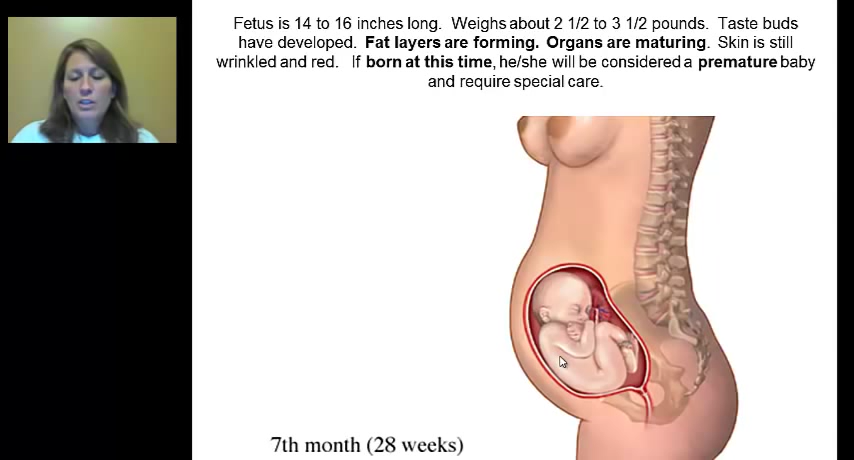 Fetus is 14 to 16 inches long.  Weighs about 2 1/2 to 3 1/2 pounds.  Taste buds
have developed.  Fat layers are forming.  Organs are maturing.  Skin is still
wrinkled and red.   If born at this time, he/she will be considered a premature baby
and require special care.
7th month (28 weeks)